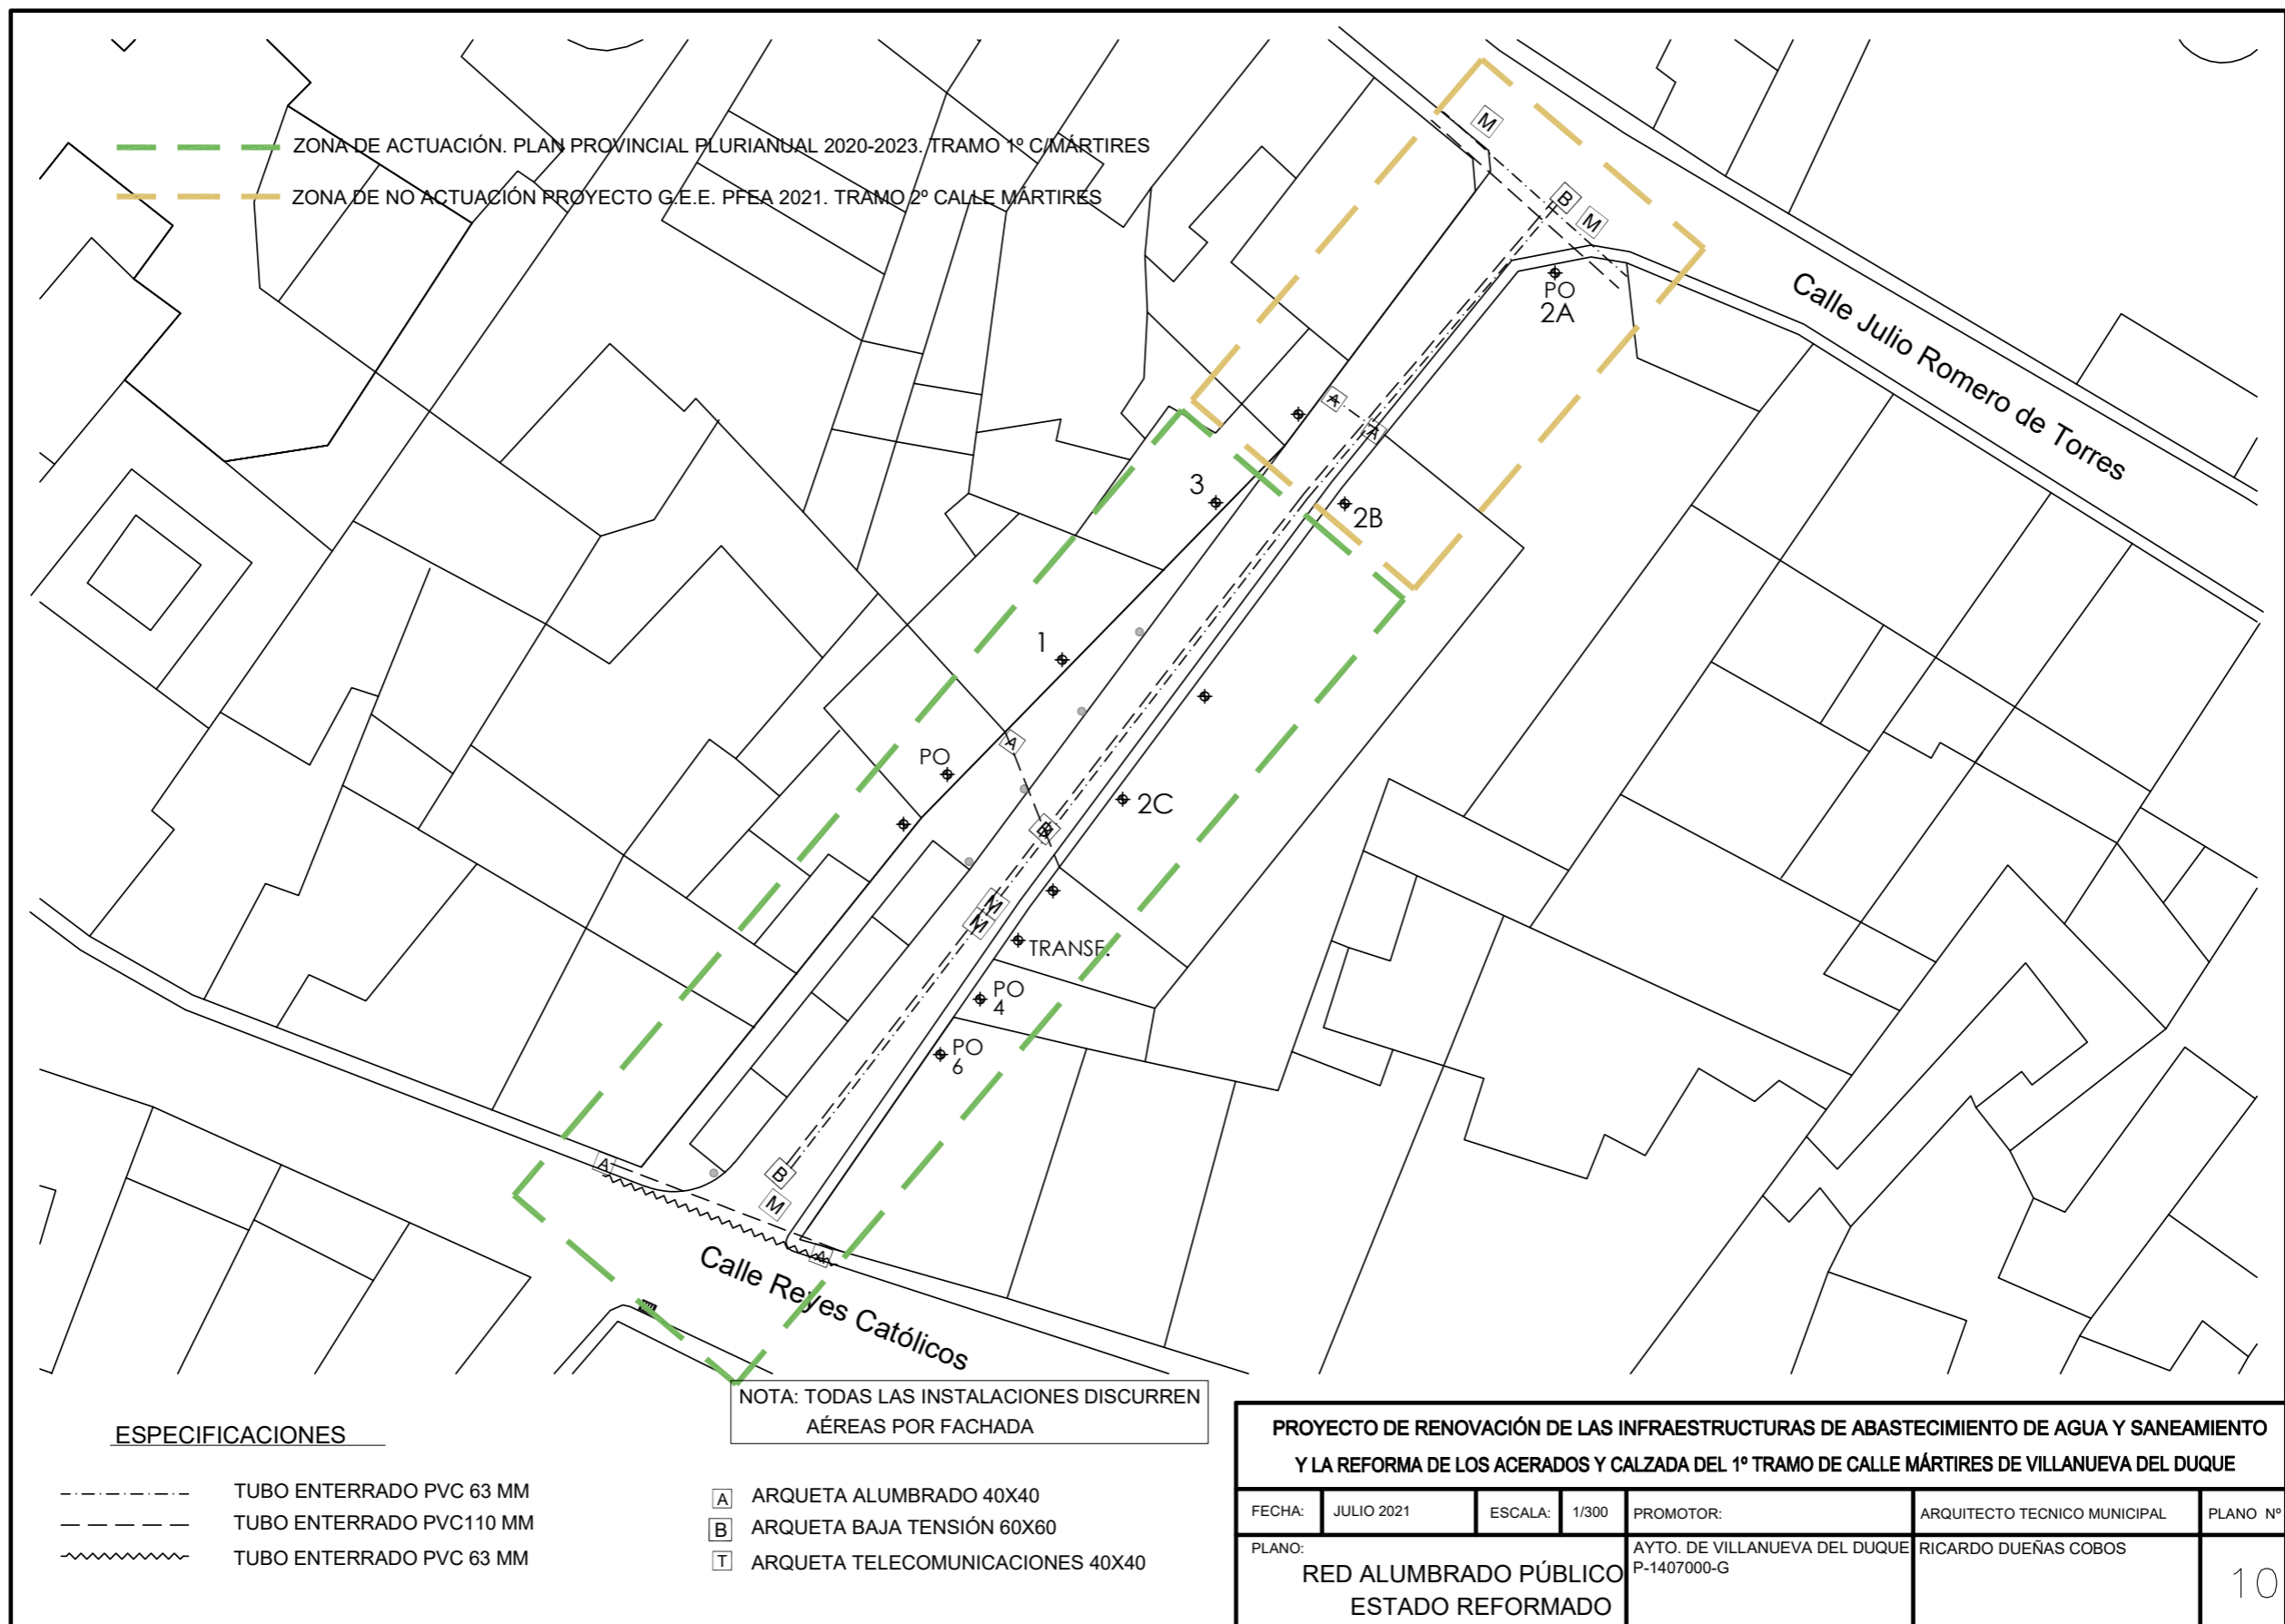 ZONA DE ACTUACIÓN. PLAN PROVINCIAL PLURIANUAL 2020-2023. TRAMO 1º C/MÁRTIRES
ZONA DE NO ACTUACIÓN PROYECTO G.E.E. PFEA 2021. TRAMO 2º CALLE MÁRTIRES
M
B
M
PO
2A
Calle Julio Romero de Torres
A
A
3
2B
1
A
PO
2C
B
M
M
TRANSF.
PO
4
PO
6
A
B
M
A
Calle Reyes Católicos
NOTA: TODAS LAS INSTALACIONES DISCURREN
AÉREAS POR FACHADA
ESPECIFICACIONES
TUBO ENTERRADO PVC 63 MM
TUBO ENTERRADO PVC110 MM
TUBO ENTERRADO PVC 63 MM
A ARQUETA ALUMBRADO 40X40
B ARQUETA BAJA TENSIÓN 60X60
T ARQUETA TELECOMUNICACIONES 40X40
PROYECTO DE RENOVACIÓN DE LAS INFRAESTRUCTURAS DE ABASTECIMIENTO DE AGUA Y SANEAMIENTO
Y LA REFORMA DE LOS ACERADOS Y CALZADA DEL 1º TRAMO DE CALLE MÁRTIRES DE VILLANUEVA DEL DUQUE
FECHA: JULIO 2021 ESCALA: 1/300 PROMOTOR: ARQUITECTO TECNICO MUNICIPAL PLANO Nº
PLANO: AYTO. DE VILLANUEVA DEL DUQUE RICARDO DUEÑAS COBOS
P-1407000-G
RED ALUMBRADO PÚBLICO
ESTADO REFORMADO
10